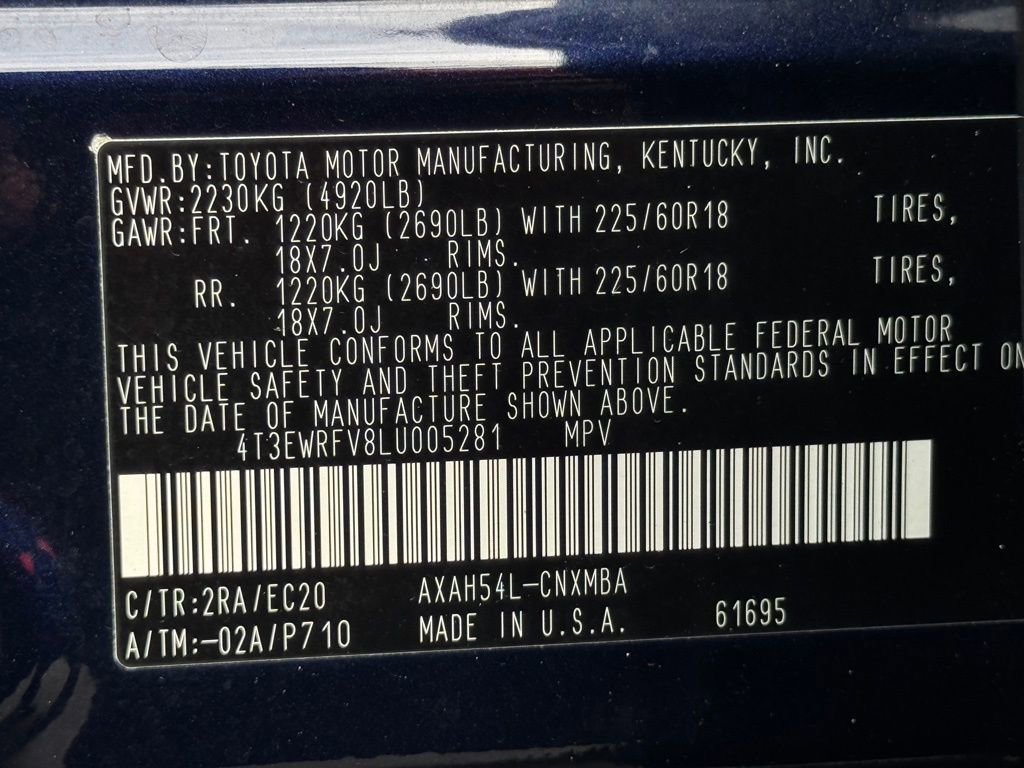 MFD.BY:TOYOTA MOTOR MANUFACTURING, KENTUCKY, INC.
GVWR:2230KG (4920LB)
GAWR:FRT. 1220KG (2690LB) WITH 225/60R18 TIRES,
18X7.0J RIMS.
RR. 1220KG (2690LB) WITH 225/60R18 TIRES,
18X7.0J RIMS.
THIS VEHICLE CONFORMS TO ALL APPLICABLE FEDERAL MOTOR
VEHICLE SAFETY AND THEFT PREVENTION STANDARDS IN EFFECT ON
THE DATE OF MANUFACTURE SHOWN ABOVE.
4T3EWRFV8LU005281 MPV
C/TR:2RA/EC20 AXAH54L-CNXMBA
A/TM:-02A/P710 MADE IN U.S.A. 61695